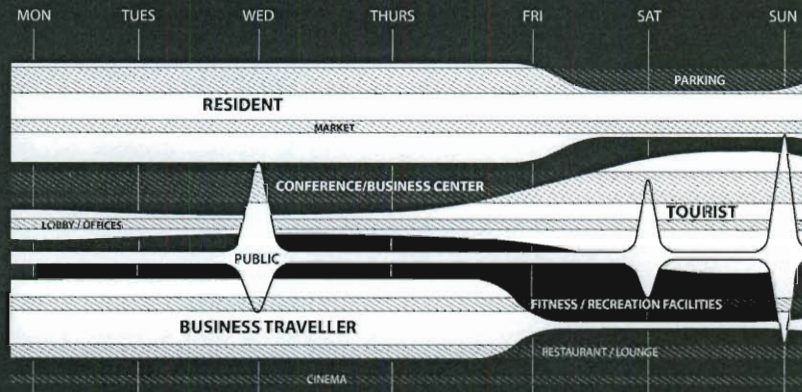 MON TUES WED THURS FRI SAT SUN
PARKING
RESIDENT
MARKET
CONFERENCE/BUSINESS CENTER
TOURIST
LOBBY / OFFICES
PUBLIC
FITNESS / RECREATION FACILITIES
BUSINESS TRAVELLER
RESTAURANT / LOUNGE
CINEMA